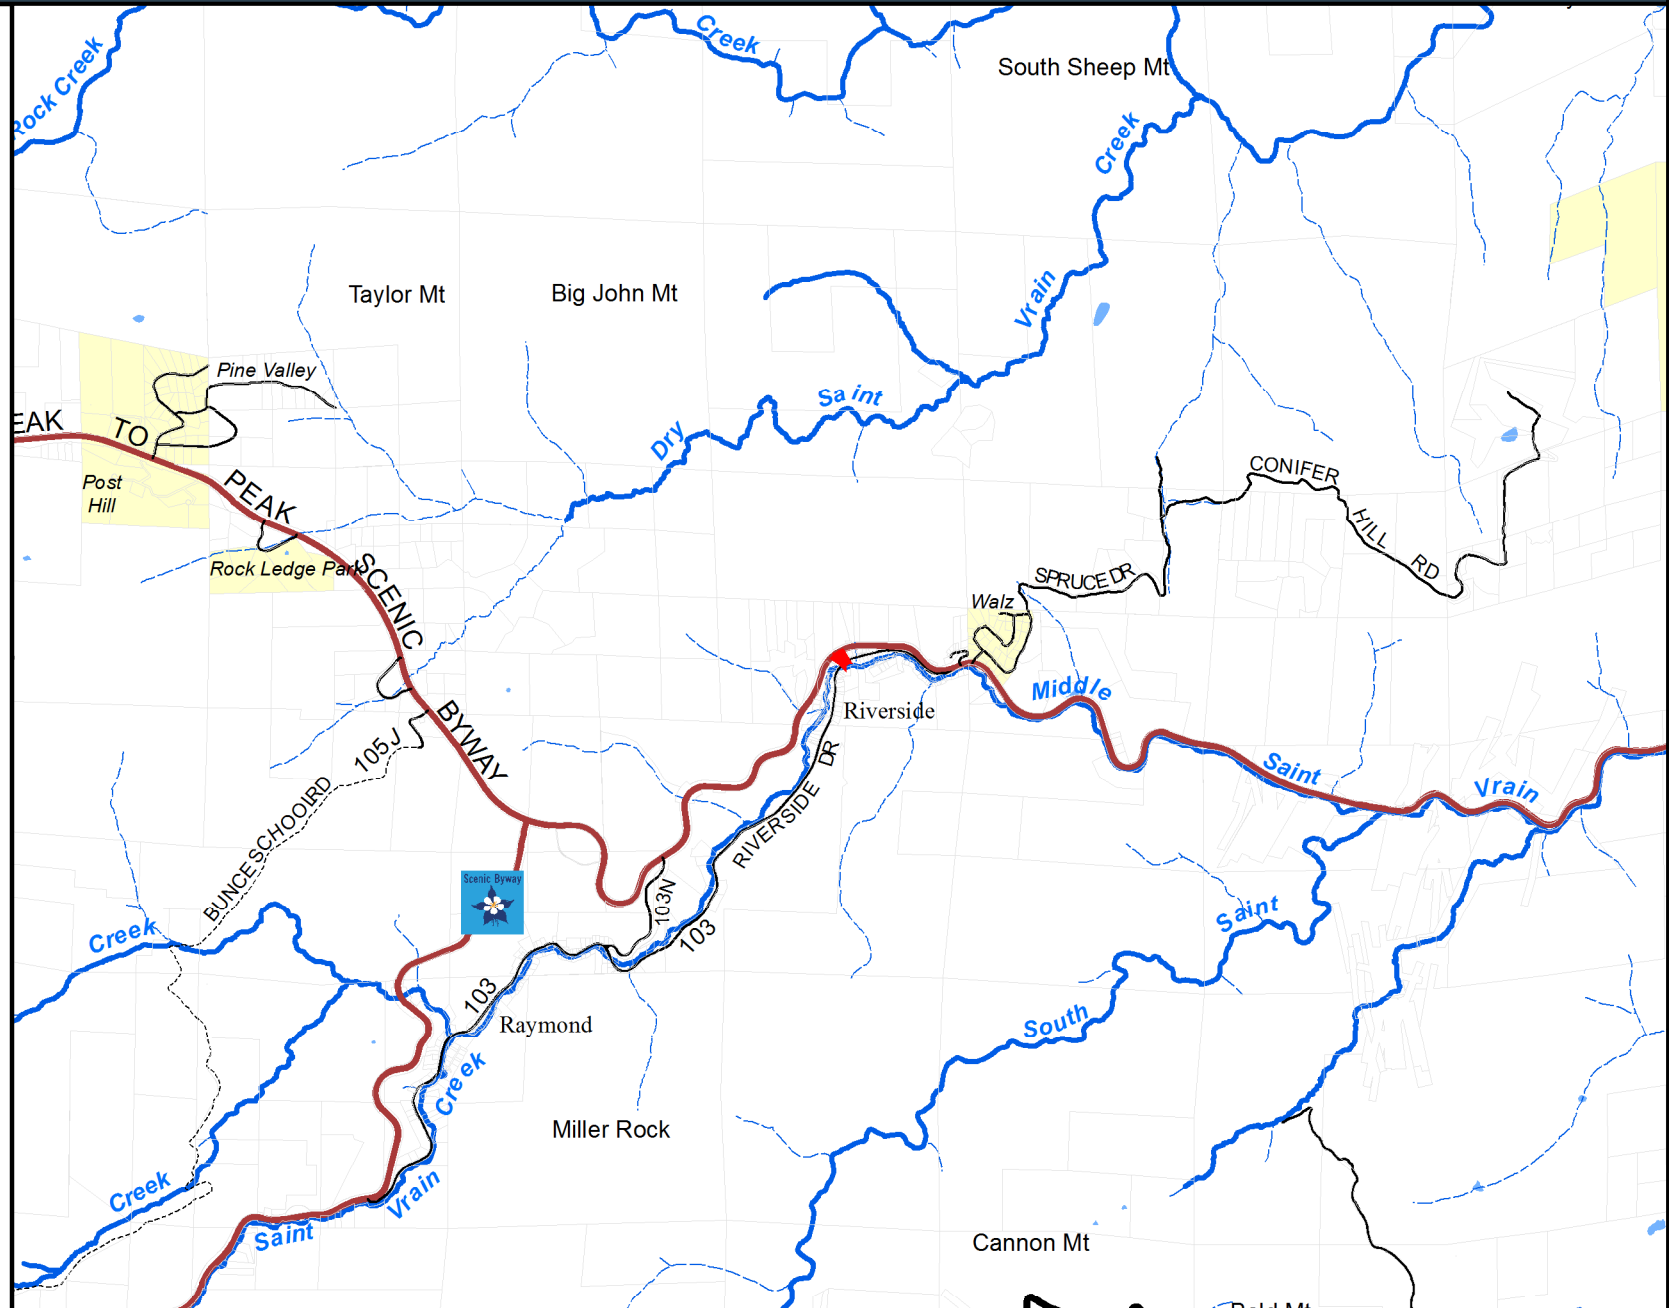 Creek
South Sheep Mt
Rock Creek
Creek
Taylor Mt
Big John Mt
Vrain
Pine Valley
Saint
EAK
TO
Dry
PEAK
Post
Hill
CONIFER
HILL
RD
Rock Ledge Park
SCENIC
SPRUCE DR
Walz
Middle
Riverside
BYWAY
105J
DR
RIVERSIDE
Saint
Vrain
BUNCE SCHOOL RD
Scenic Byway
103N
Saint
Creek
103
103
South
Raymond
Creek
Miller Rock
Creek
Vrain
Saint
Cannon Mt
Bald Mt